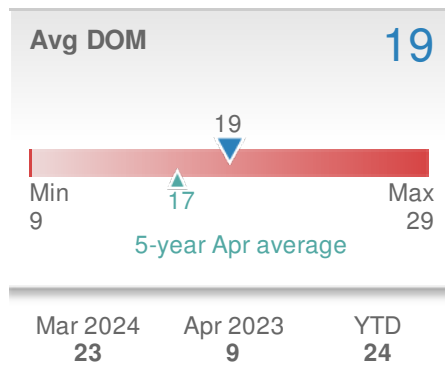 Avg DOM 19
19
17
Min Max
9 29
5-year Apr average
Mar 2024 Apr 2023 YTD
23 9 24